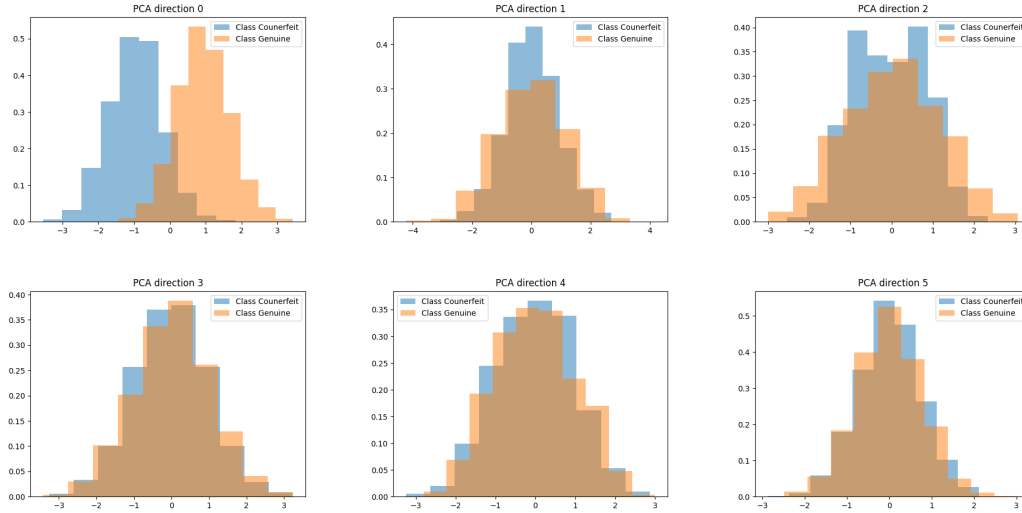 PCA direction 0
Class Counerfeit
Class Genuine
0.5
0.4
0.3
0.2
0.1
0.0
−3 −2 −1 0 1 2 3
PCA direction 1
Class Counerfeit
Class Genuine
0.4
0.3
0.2
0.1
0.0
−4 −2 0 2 4
PCA direction 2
Class Counerfeit
Class Genuine
0.40
0.35
0.30
0.25
0.20
0.15
0.10
0.05
0.00
−3 −2 −1 0 1 2 3
PCA direction 3
Class Counerfeit
Class Genuine
0.40
0.35
0.30
0.25
0.20
0.15
0.10
0.05
0.00
−3 −2 −1 0 1 2 3
PCA direction 4
Class Counerfeit
Class Genuine
0.35
0.30
0.25
0.20
0.15
0.10
0.05
0.00
−3 −2 −1 0 1 2 3
PCA direction 5
Class Counerfeit
Class Genuine
0.5
0.4
0.3
0.2
0.1
0.0
−3 −2 −1 0 1 2 3